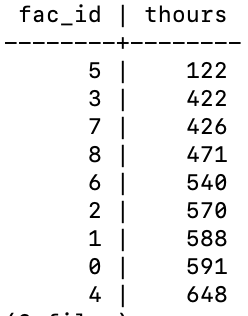 fac_id | thours
--------+--------
5 | 122
3 | 422
7 | 426
8 | 471
6 | 540
2 | 570
1 | 588
0 | 591
4 | 648